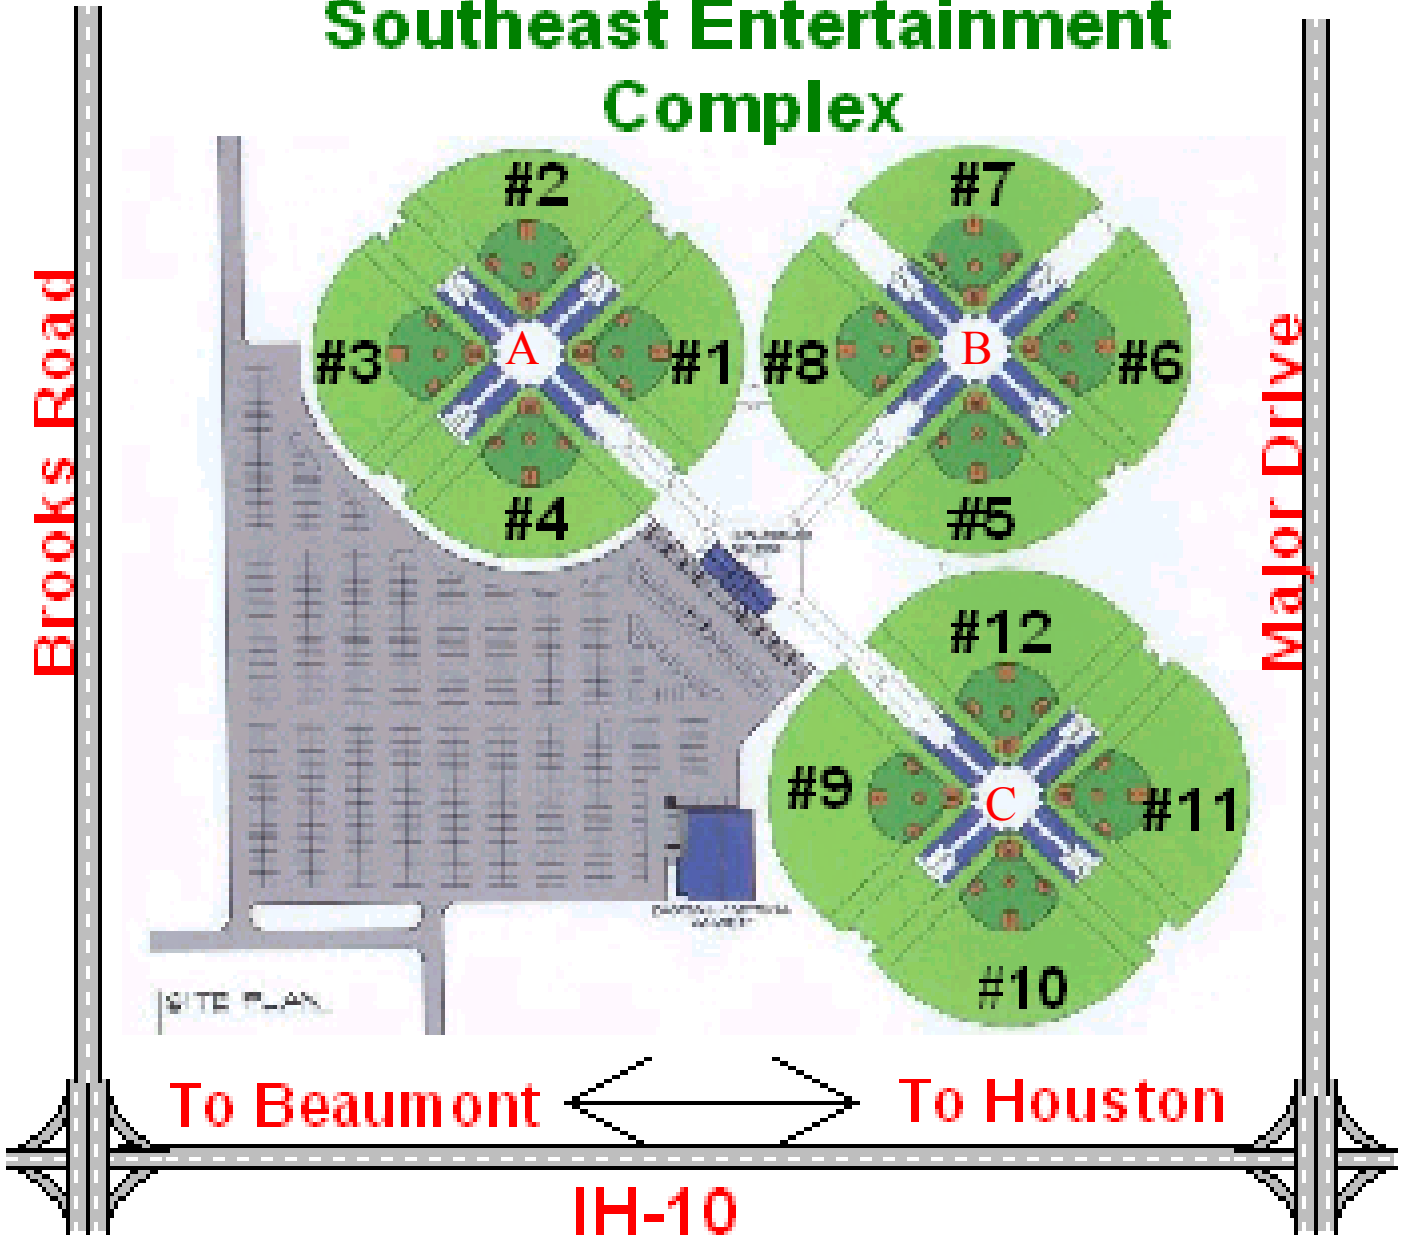 Southeast Entertainment
Complex
#2
#7
Brooks Road
#3
A
#1
#8
B
#6
Major Drive
#4
#5
#12
#9
C
#11
#10
SITE PLAN
To Beaumont
To Houston
IH-10